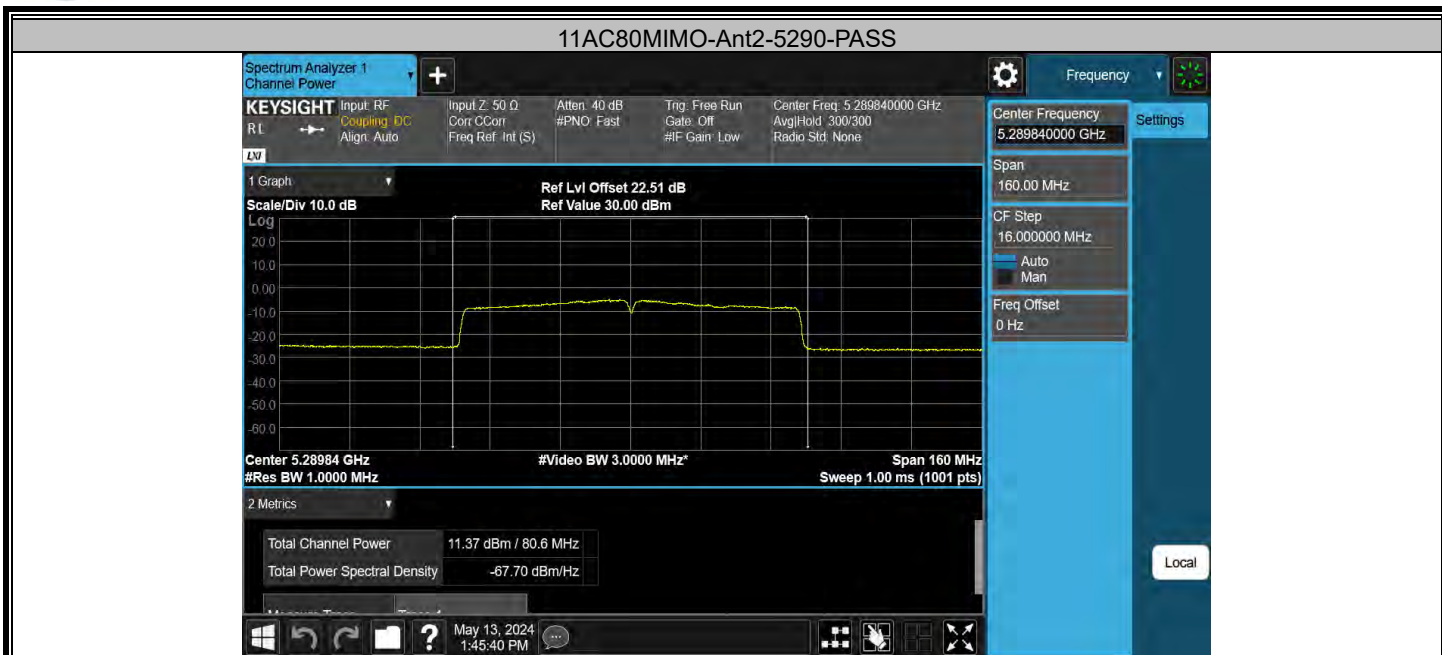 11AC80MIMO-Ant2-5290-PASS
Spectrum Analyzer 1
Channel Power
Frequency
KEYSIGHT
RL
LXI
Input: RF
Coupling: DC
Align: Auto
Input Z: 50 Ω
Corr CCorr
Freq Ref: Int (S)
Atten: 40 dB
#PNO: Fast
Trig: Free Run
Gate: Off
#IF Gain: Low
Center Freq: 5.289840000 GHz
Avg|Hold: 300/300
Radio Std: None
Center Frequency
5.289840000 GHz
Settings
Span
160.00 MHz
CF Step
16.000000 MHz
Auto
Man
Freq Offset
0 Hz
1 Graph
Scale/Div 10.0 dB
Ref Lvl Offset 22.51 dB
Ref Value 30.00 dBm
Log
20.0
10.0
0.00
-10.0
-20.0
-30.0
-40.0
-50.0
-60.0
Center 5.28984 GHz
#Video BW 3.0000 MHz*
Span 160 MHz
#Res BW 1.0000 MHz
Sweep 1.00 ms (1001 pts)
2 Metrics
Total Channel Power 11.37 dBm / 80.6 MHz
Total Power Spectral Density -67.70 dBm/Hz
Local
?
May 13, 2024
1:45:40 PM